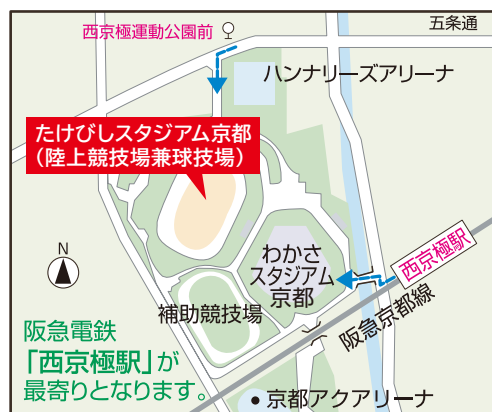 西京極運動公園前
五条通
ハンナリーズアリーナ
たけびしスタジアム京都
（陸上競技場兼球技場）
N
わかさ
スタジアム
京都
西京極駅
阪急京都線
補助競技場
阪急電鉄
「西京極駅」が
最寄りとなります。
京都アクアリーナ